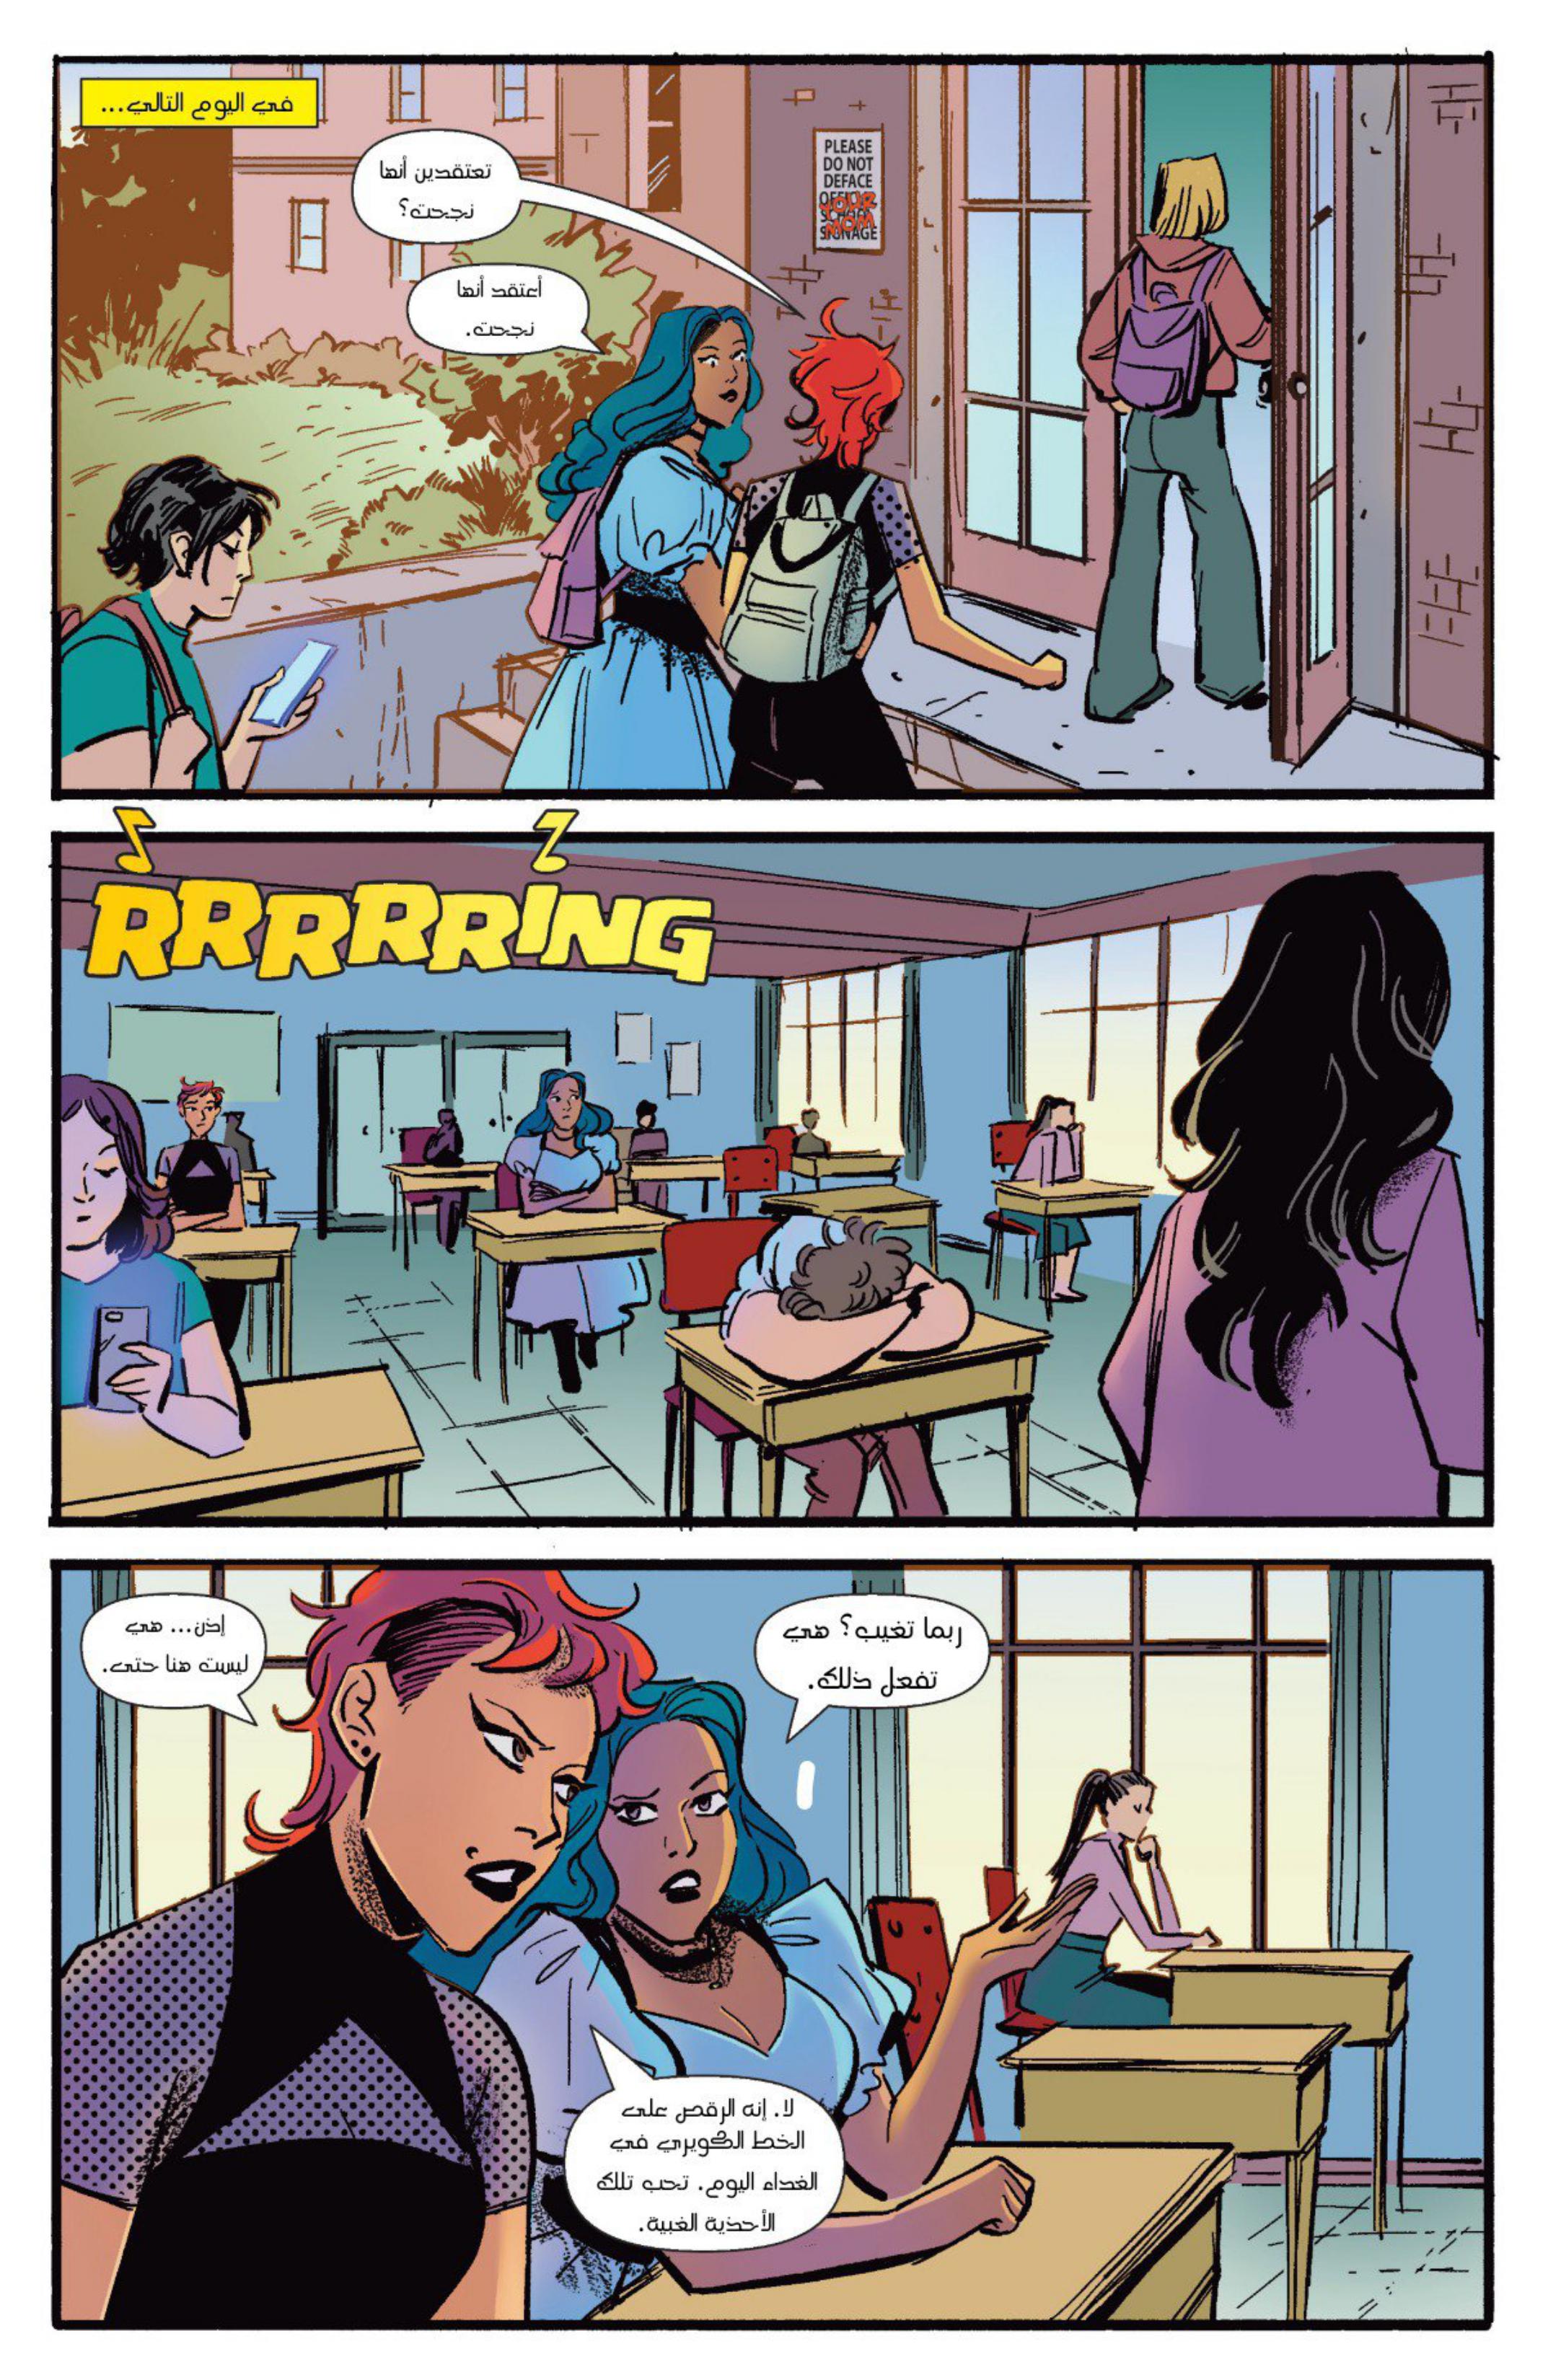 في اليوم التالي...
تعتقدين أنها
نجحت؟
أعتقد أنها
نجحت.
PLEASE
DO NOT
DEFACE
YOUR
MOM
SIGNAGE
RRRRRING
إذن... هي
ليست هنا حتى.
ربما تغيب؟ هي
تفعل ذلك.
لا. إنه الرقص على
الخط الكويري في
الغداء اليوم. تحب تلك
الأحذية الغبية.